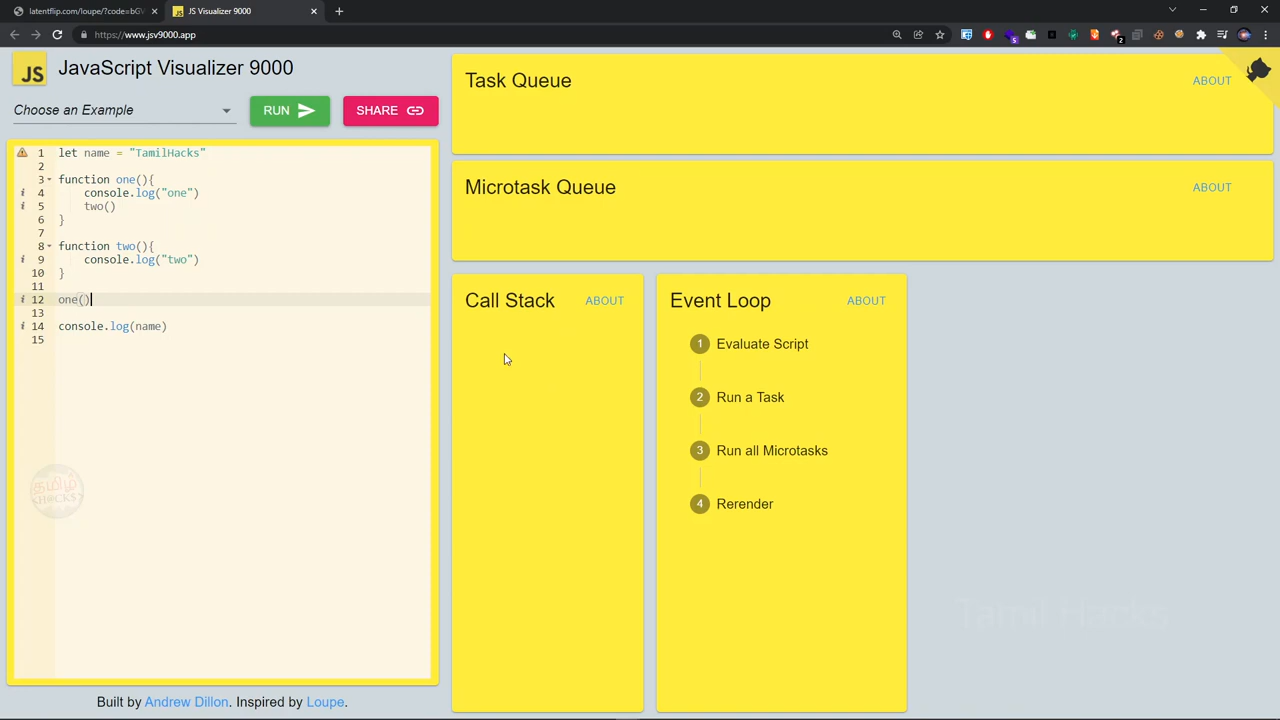 latentflip.com/loupe/?code=bGV
JS Visualizer 9000
https://www.jsv9000.app
JS
JavaScript Visualizer 9000
Choose an Example
RUN
SHARE
1 let name = "TamilHacks"
2
3 function one(){
4 console.log("one")
5 two()
6 }
7
8 function two(){
9 console.log("two")
10 }
11
12 one()
13
14 console.log(name)
15
தமிழ்
HACKS
Built by Andrew Dillon. Inspired by Loupe.
Task Queue
ABOUT
Microtask Queue
ABOUT
Call Stack
ABOUT
Event Loop
ABOUT
1 Evaluate Script
2 Run a Task
3 Run all Microtasks
4 Rerender
Tamil Hacks